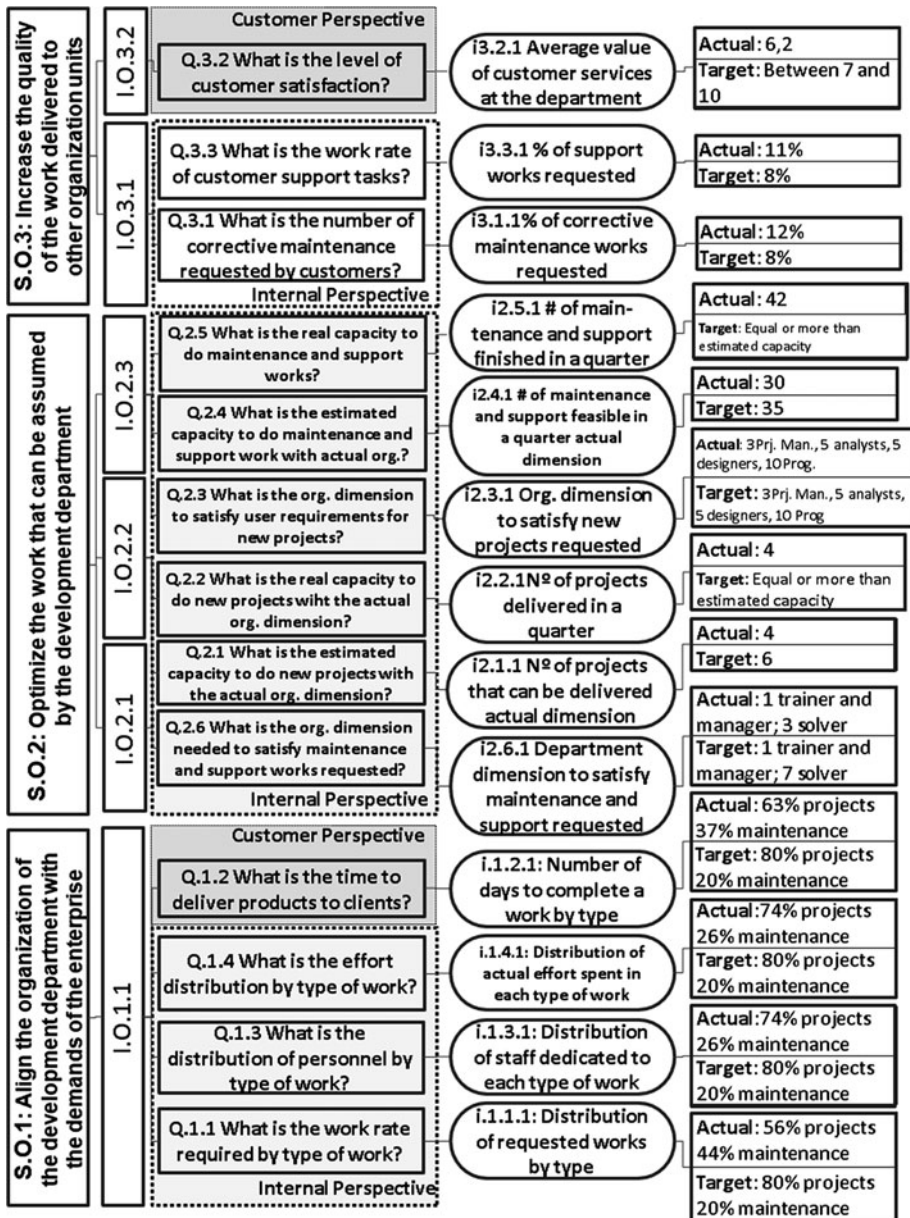 S.O.3: Increase the quality
of the work delivered to
other organization units
I.O.3.2
Customer Perspective
Q.3.2 What is the level of
customer satisfaction?
i3.2.1 Average value
of customer services
at the department
Actual: 6,2
Target: Between 7 and
10
I.O.3.1
Q.3.3 What is the work rate
of customer support tasks?
i3.3.1 % of support
works requested
Actual: 11%
Target: 8%
Q.3.1 What is the number of
corrective maintenance
requested by customers?
i3.1.1% of corrective
maintenance works
requested
Actual: 12%
Target: 8%
Internal Perspective
S.O.2: Optimize the work that can be assumed
by the development department
I.O.2.3
Q.2.5 What is the real capacity to
do maintenance and support
works?
i2.5.1 # of main-
tenance and support
finished in a quarter
Actual: 42
Target: Equal or more than
estimated capacity
Q.2.4 What is the estimated
capacity to do maintenance and
support work with actual org.?
i2.4.1 # of maintenance
and support feasible in
a quarter actual
dimension
Actual: 30
Target: 35
I.O.2.2
Q.2.3 What is the org. dimension
to satisfy user requirements for
new projects?
i2.3.1 Org. dimension
to satisfy new
projects requested
Actual: 3Prj. Man., 5 analysts, 5
designers, 10 Prog.
Target: 3Prj. Man., 5 analysts,
5 designers, 10 Prog
Q.2.2 What is the real capacity to
do new projects wiht the actual
org. dimension?
i2.2.1 Nº of projects
delivered in a
quarter
Actual: 4
Target: Equal or more than
estimated capacity
I.O.2.1
Q.2.1 What is the estimated
capacity to do new projects with
the actual org. dimension?
i2.1.1 Nº of projects
that can be delivered
actual dimension
Actual: 4
Target: 6
Q.2.6 What is the org. dimension
needed to satisfy maintenance
and support works requested?
i2.6.1 Department
dimension to satisfy
maintenance and
support requested
Actual: 1 trainer and
manager; 3 solver
Target: 1 trainer and
manager; 7 solver
Internal Perspective
S.O.1: Align the organization of
the development department with
the demands of the enterprise
I.O.1.1
Customer Perspective
Q.1.2 What is the time to
deliver products to clients?
i.1.2.1: Number of
days to complete a
work by type
Actual: 63% projects
37% maintenance
Target: 80% projects
20% maintenance
Q.1.4 What is the effort
distribution by type of work?
i.1.4.1: Distribution of
actual effort spent in
each type of work
Actual:74% projects
26% maintenance
Target: 80% projects
20% maintenance
Q.1.3 What is the
distribution of personnel by
type of work?
i.1.3.1: Distribution
of staff dedicated to
each type of work
Actual: 74% projects
26% maintenance
Target: 80% projects
20% maintenance
Q.1.1 What is the work rate
required by type of work?
i.1.1.1: Distribution
of requested works
by type
Actual: 56% projects
44% maintenance
Target: 80% projects
20% maintenance
Internal Perspective